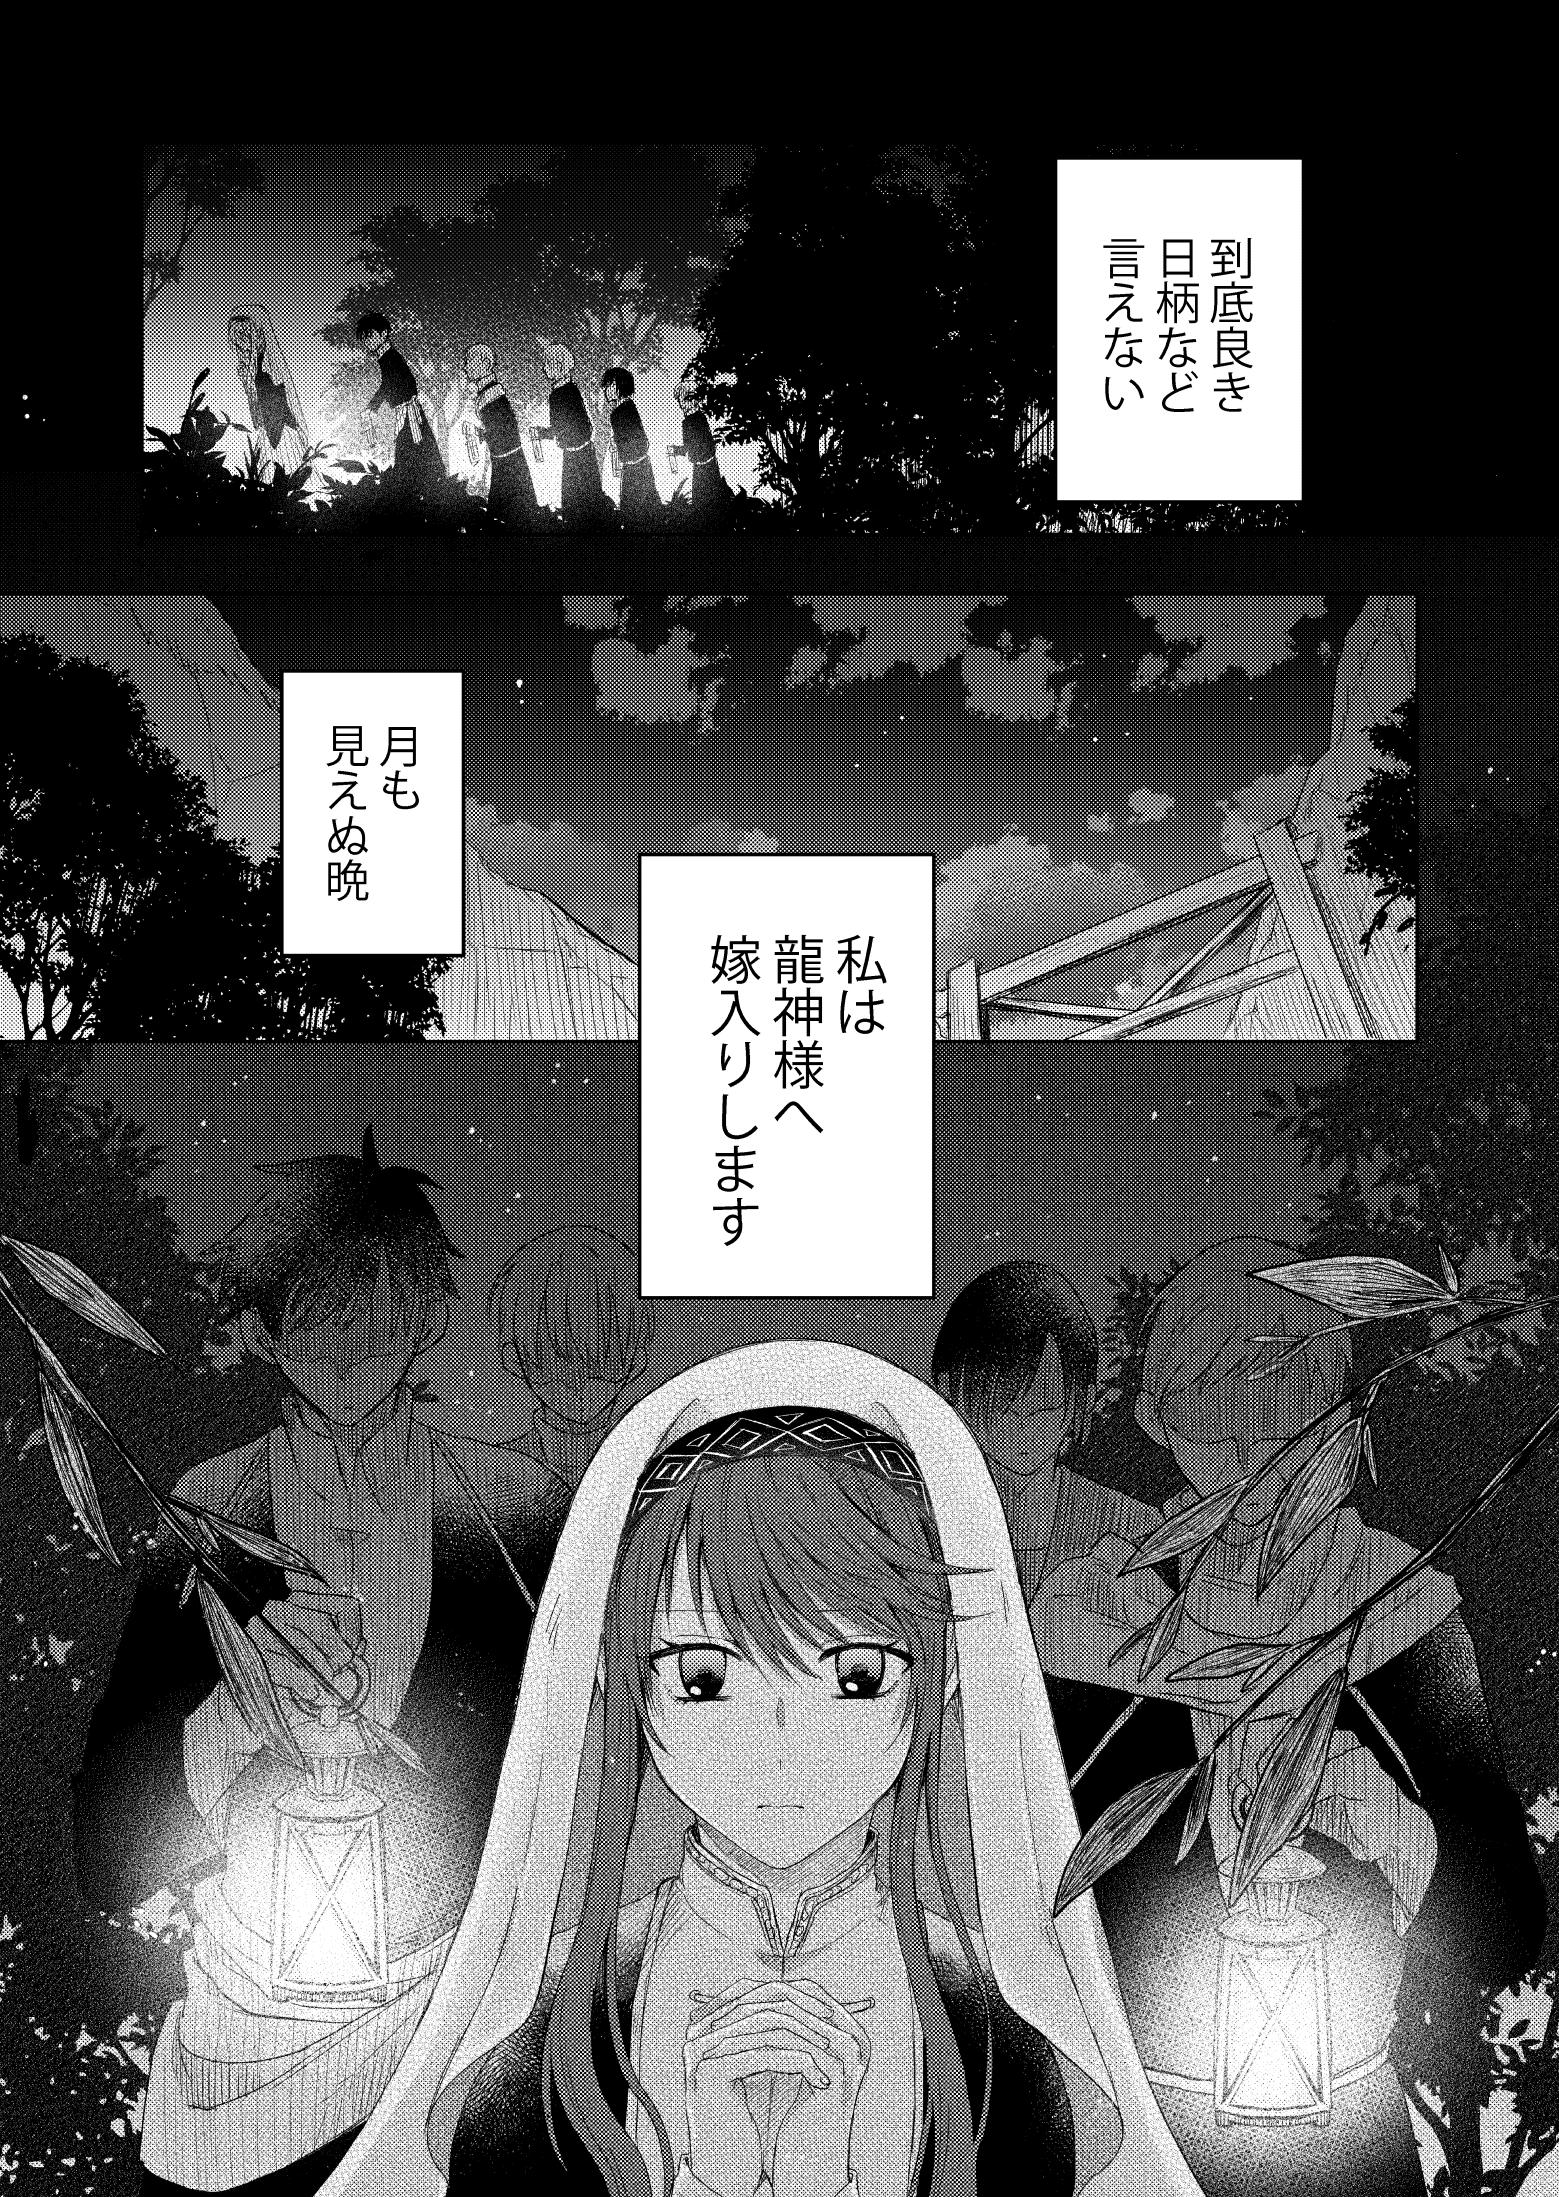 到底良き
日柄など
言えない
月も
見えぬ晩
私は
龍神様へ
嫁入りします